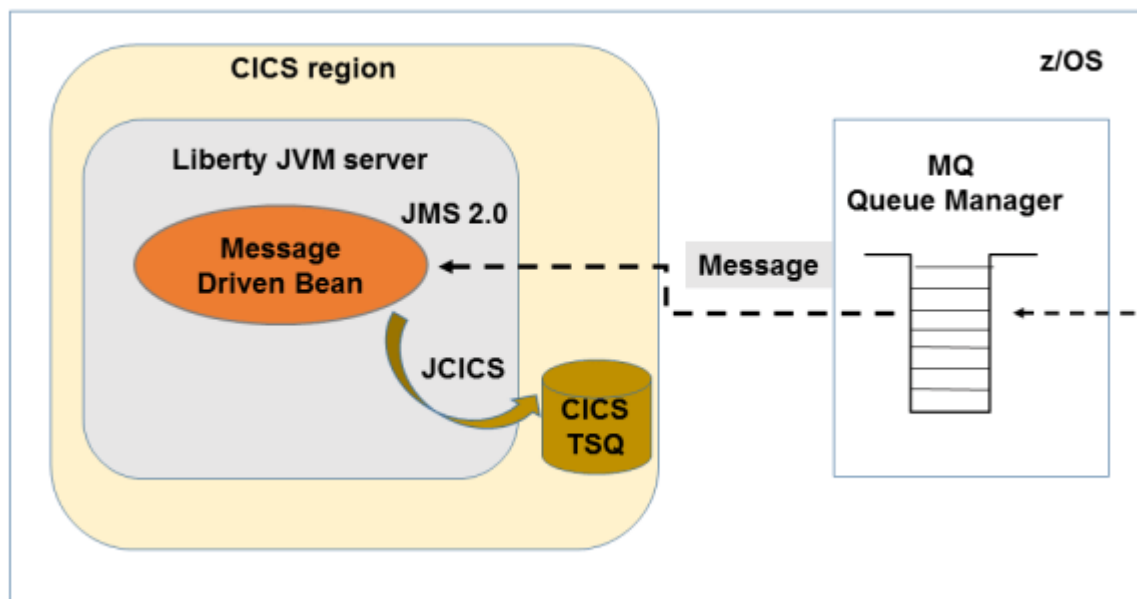 CICS region
z/OS
Liberty JVM server
MQ
Queue Manager
JMS 2.0
Message
Driven Bean
Message
JCICS
CICS
TSQ